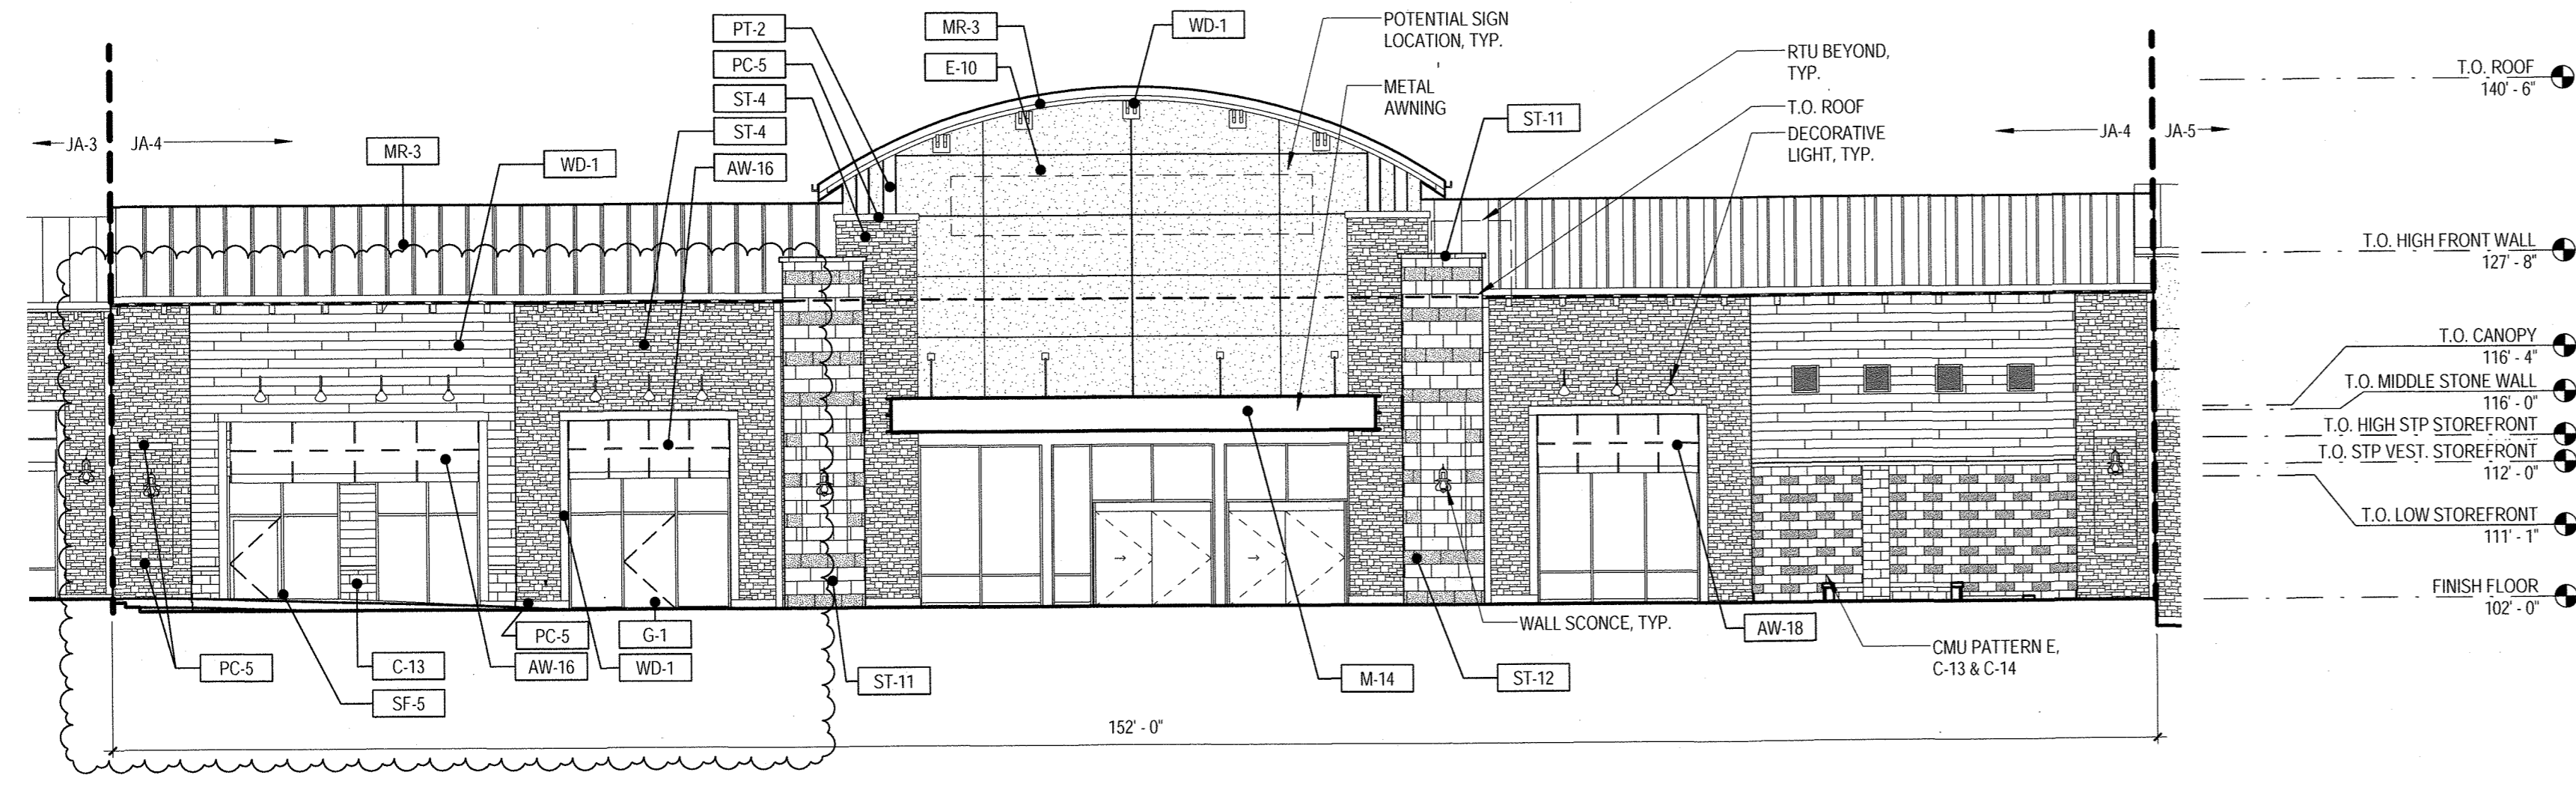 PT-2
PC-5
ST-4
ST-4
AW-16
MR-3
E-10
WD-1
POTENTIAL SIGN
LOCATION, TYP.
METAL
AWNING
RTU BEYOND,
TYP.
T.O. ROOF
DECORATIVE
LIGHT, TYP.
ST-11
JA-3
JA-4
MR-3
WD-1
JA-4
JA-5
T.O. ROOF
140' - 6"
T.O. HIGH FRONT WALL
127' - 8"
T.O. CANOPY
116' - 4"
T.O. MIDDLE STONE WALL
116' - 0"
T.O. HIGH STP STOREFRONT
T.O. STP VEST. STOREFRONT
112' - 0"
T.O. LOW STOREFRONT
111' - 1"
FINISH FLOOR
102' - 0"
PC-5
C-13
SF-5
AW-16
PC-5
G-1
WD-1
ST-11
M-14
WALL SCONCE, TYP.
ST-12
AW-18
CMU PATTERN E,
C-13 & C-14
152' - 0"